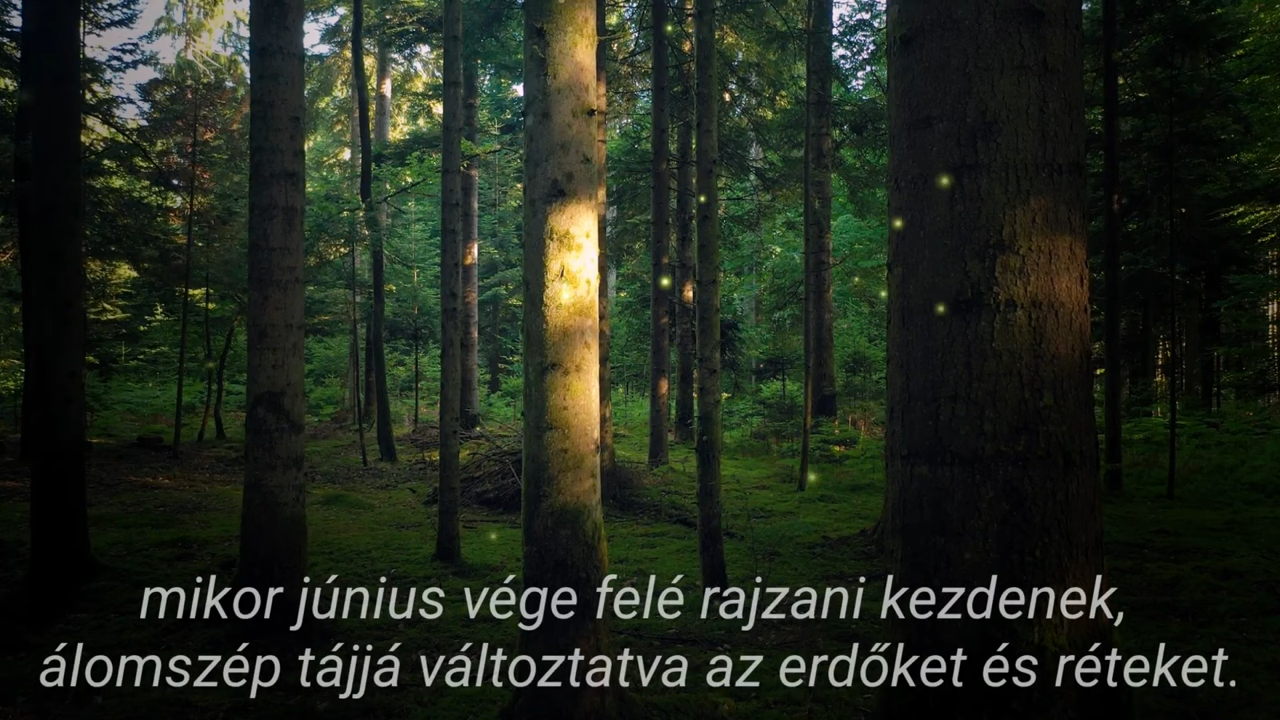 mikor június vége felé rajzani kezdenek,
álomszép tájjá változtatva az erdőket és réteket.